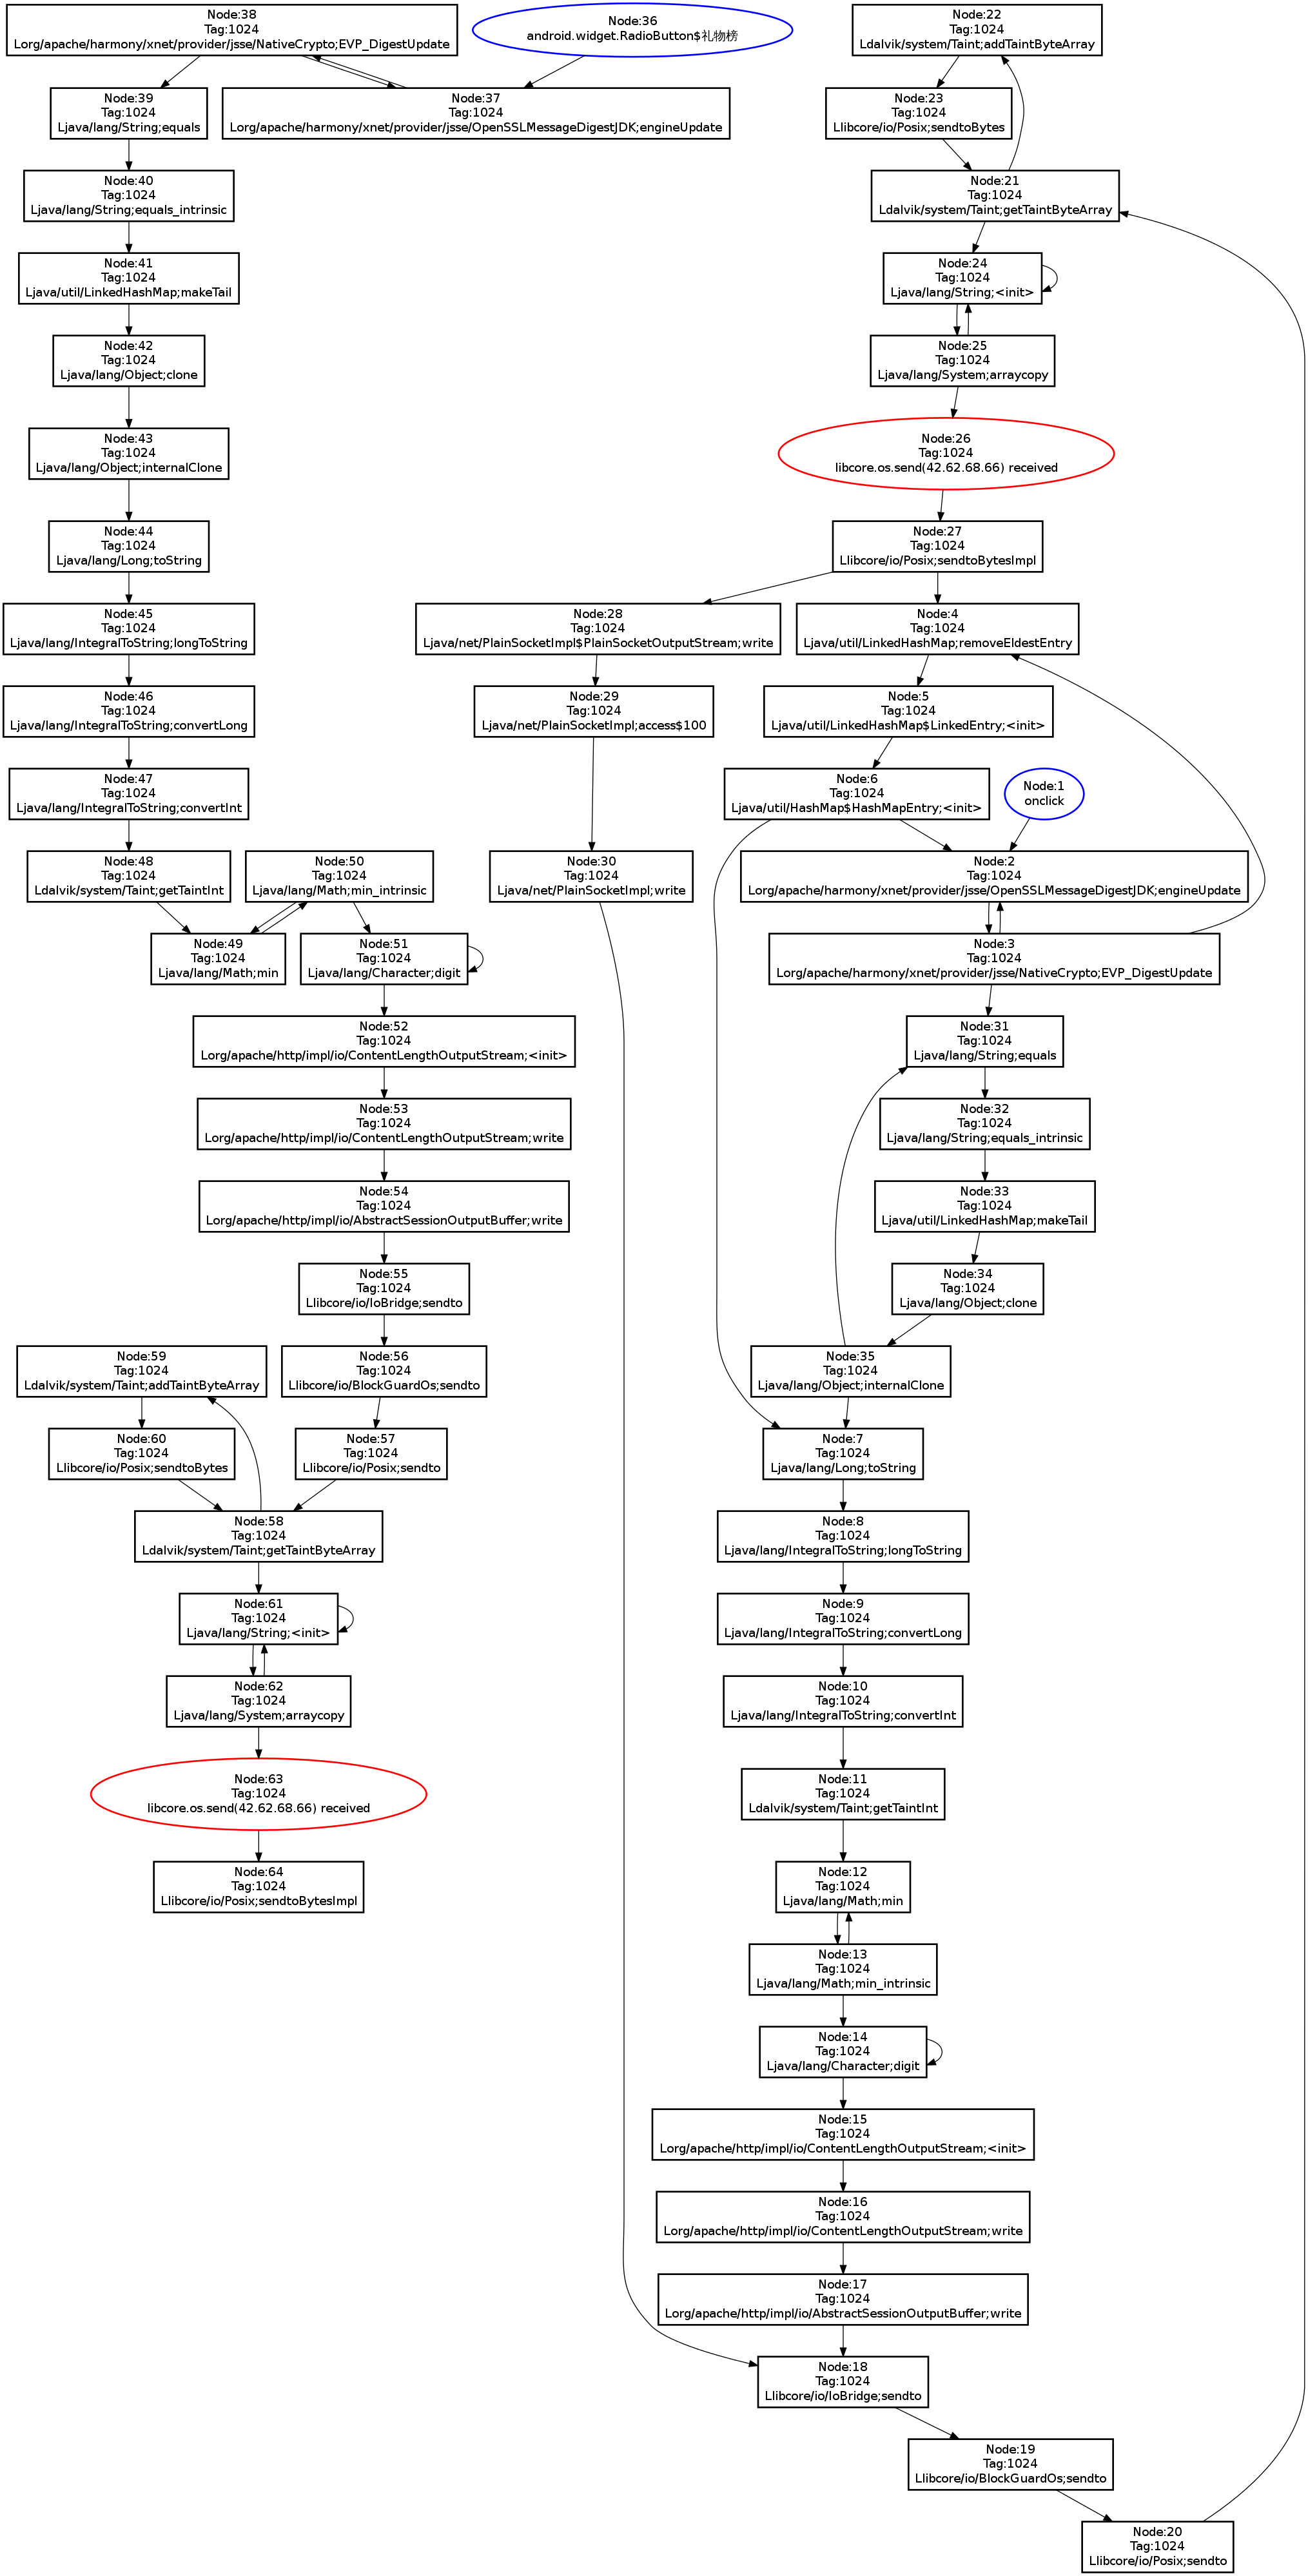 Node:38
Tag:1024
Lorg/apache/harmony/xnet/provider/jsse/NativeCrypto;EVP_DigestUpdate
Node:36
android.widget.RadioButton$礼物榜
Node:22
Tag:1024
Ldalvik/system/Taint;addTaintByteArray
Node:39
Tag:1024
Ljava/lang/String;equals
Node:37
Tag:1024
Lorg/apache/harmony/xnet/provider/jsse/OpenSSLMessageDigestJDK;engineUpdate
Node:23
Tag:1024
Llibcore/io/Posix;sendtoBytes
Node:40
Tag:1024
Ljava/lang/String;equals_intrinsic
Node:21
Tag:1024
Ldalvik/system/Taint;getTaintByteArray
Node:41
Tag:1024
Ljava/util/LinkedHashMap;makeTail
Node:24
Tag:1024
Ljava/lang/String;<init>
Node:42
Tag:1024
Ljava/lang/Object;clone
Node:25
Tag:1024
Ljava/lang/System;arraycopy
Node:43
Tag:1024
Ljava/lang/Object;internalClone
Node:26
Tag:1024
libcore.os.send(42.62.68.66) received
Node:44
Tag:1024
Ljava/lang/Long;toString
Node:27
Tag:1024
Llibcore/io/Posix;sendtoBytesImpl
Node:45
Tag:1024
Ljava/lang/IntegralToString;longToString
Node:28
Tag:1024
Ljava/net/PlainSocketImpl$PlainSocketOutputStream;write
Node:4
Tag:1024
Ljava/util/LinkedHashMap;removeEldestEntry
Node:46
Tag:1024
Ljava/lang/IntegralToString;convertLong
Node:29
Tag:1024
Ljava/net/PlainSocketImpl;access$100
Node:5
Tag:1024
Ljava/util/LinkedHashMap$LinkedEntry;<init>
Node:47
Tag:1024
Ljava/lang/IntegralToString;convertInt
Node:6
Tag:1024
Ljava/util/HashMap$HashMapEntry;<init>
Node:1
onclick
Node:48
Tag:1024
Ldalvik/system/Taint;getTaintInt
Node:50
Tag:1024
Ljava/lang/Math;min_intrinsic
Node:30
Tag:1024
Ljava/net/PlainSocketImpl;write
Node:2
Tag:1024
Lorg/apache/harmony/xnet/provider/jsse/OpenSSLMessageDigestJDK;engineUpdate
Node:49
Tag:1024
Ljava/lang/Math;min
Node:51
Tag:1024
Ljava/lang/Character;digit
Node:3
Tag:1024
Lorg/apache/harmony/xnet/provider/jsse/NativeCrypto;EVP_DigestUpdate
Node:52
Tag:1024
Lorg/apache/http/impl/io/ContentLengthOutputStream;<init>
Node:31
Tag:1024
Ljava/lang/String;equals
Node:53
Tag:1024
Lorg/apache/http/impl/io/ContentLengthOutputStream;write
Node:32
Tag:1024
Ljava/lang/String;equals_intrinsic
Node:54
Tag:1024
Lorg/apache/http/impl/io/AbstractSessionOutputBuffer;write
Node:33
Tag:1024
Ljava/util/LinkedHashMap;makeTail
Node:55
Tag:1024
Llibcore/io/IoBridge;sendto
Node:34
Tag:1024
Ljava/lang/Object;clone
Node:59
Tag:1024
Ldalvik/system/Taint;addTaintByteArray
Node:56
Tag:1024
Llibcore/io/BlockGuardOs;sendto
Node:35
Tag:1024
Ljava/lang/Object;internalClone
Node:60
Tag:1024
Llibcore/io/Posix;sendtoBytes
Node:57
Tag:1024
Llibcore/io/Posix;sendto
Node:7
Tag:1024
Ljava/lang/Long;toString
Node:58
Tag:1024
Ldalvik/system/Taint;getTaintByteArray
Node:8
Tag:1024
Ljava/lang/IntegralToString;longToString
Node:61
Tag:1024
Ljava/lang/String;<init>
Node:9
Tag:1024
Ljava/lang/IntegralToString;convertLong
Node:62
Tag:1024
Ljava/lang/System;arraycopy
Node:10
Tag:1024
Ljava/lang/IntegralToString;convertInt
Node:63
Tag:1024
libcore.os.send(42.62.68.66) received
Node:11
Tag:1024
Ldalvik/system/Taint;getTaintInt
Node:64
Tag:1024
Llibcore/io/Posix;sendtoBytesImpl
Node:12
Tag:1024
Ljava/lang/Math;min
Node:13
Tag:1024
Ljava/lang/Math;min_intrinsic
Node:14
Tag:1024
Ljava/lang/Character;digit
Node:15
Tag:1024
Lorg/apache/http/impl/io/ContentLengthOutputStream;<init>
Node:16
Tag:1024
Lorg/apache/http/impl/io/ContentLengthOutputStream;write
Node:17
Tag:1024
Lorg/apache/http/impl/io/AbstractSessionOutputBuffer;write
Node:18
Tag:1024
Llibcore/io/IoBridge;sendto
Node:19
Tag:1024
Llibcore/io/BlockGuardOs;sendto
Node:20
Tag:1024
Llibcore/io/Posix;sendto